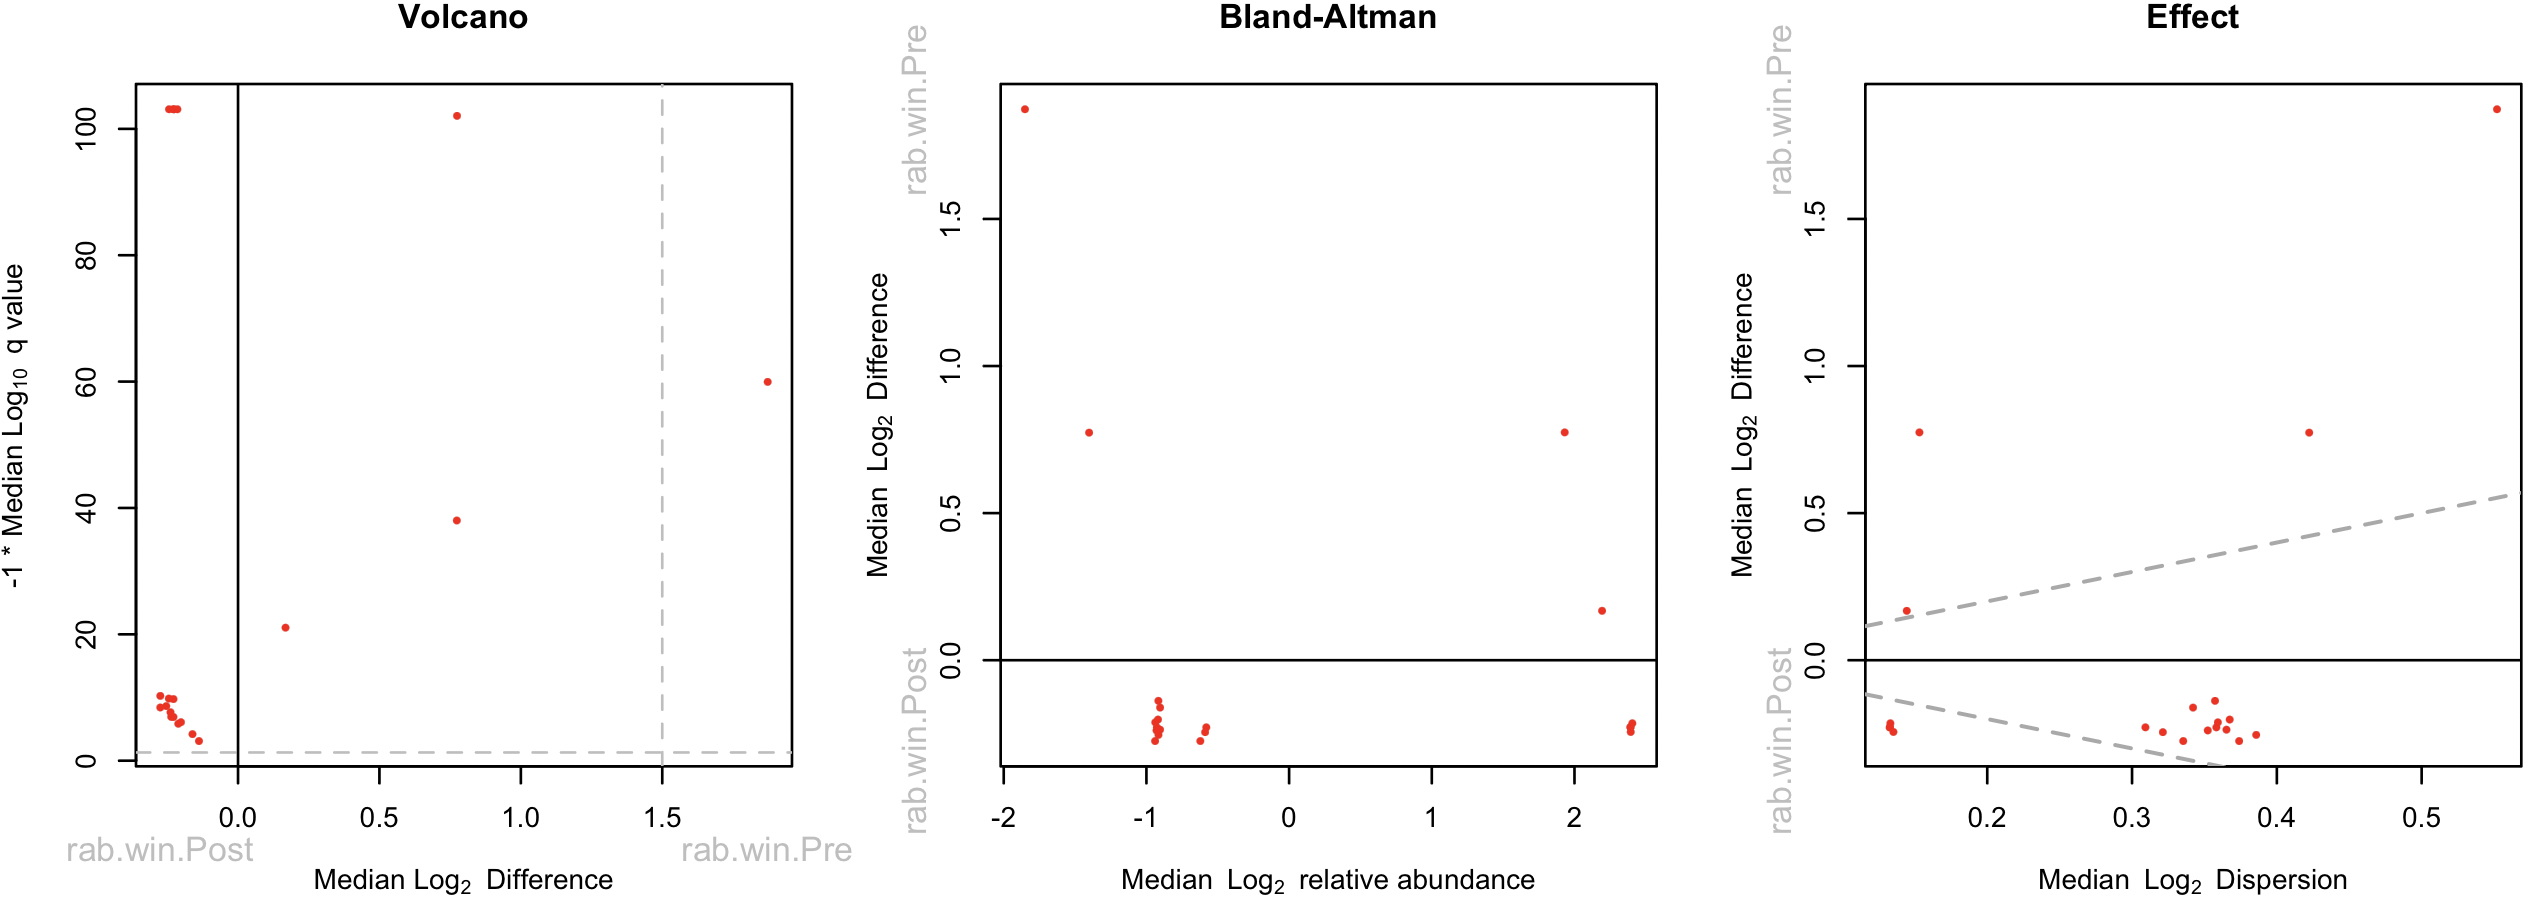 Volcano
-1 * Median Log10 q value
100
80
60
40
20
0
0.0 0.5 1.0 1.5
rab.win.Post rab.win.Pre
Median Log2 Difference
Bland-Altman
rab.win.Pre
rab.win.Post
Median Log2 Difference
1.5
1.0
0.5
0.0
-2 -1 0 1 2
Median Log2 relative abundance
Effect
rab.win.Pre
rab.win.Post
Median Log2 Difference
1.5
1.0
0.5
0.0
0.2 0.3 0.4 0.5
Median Log2 Dispersion